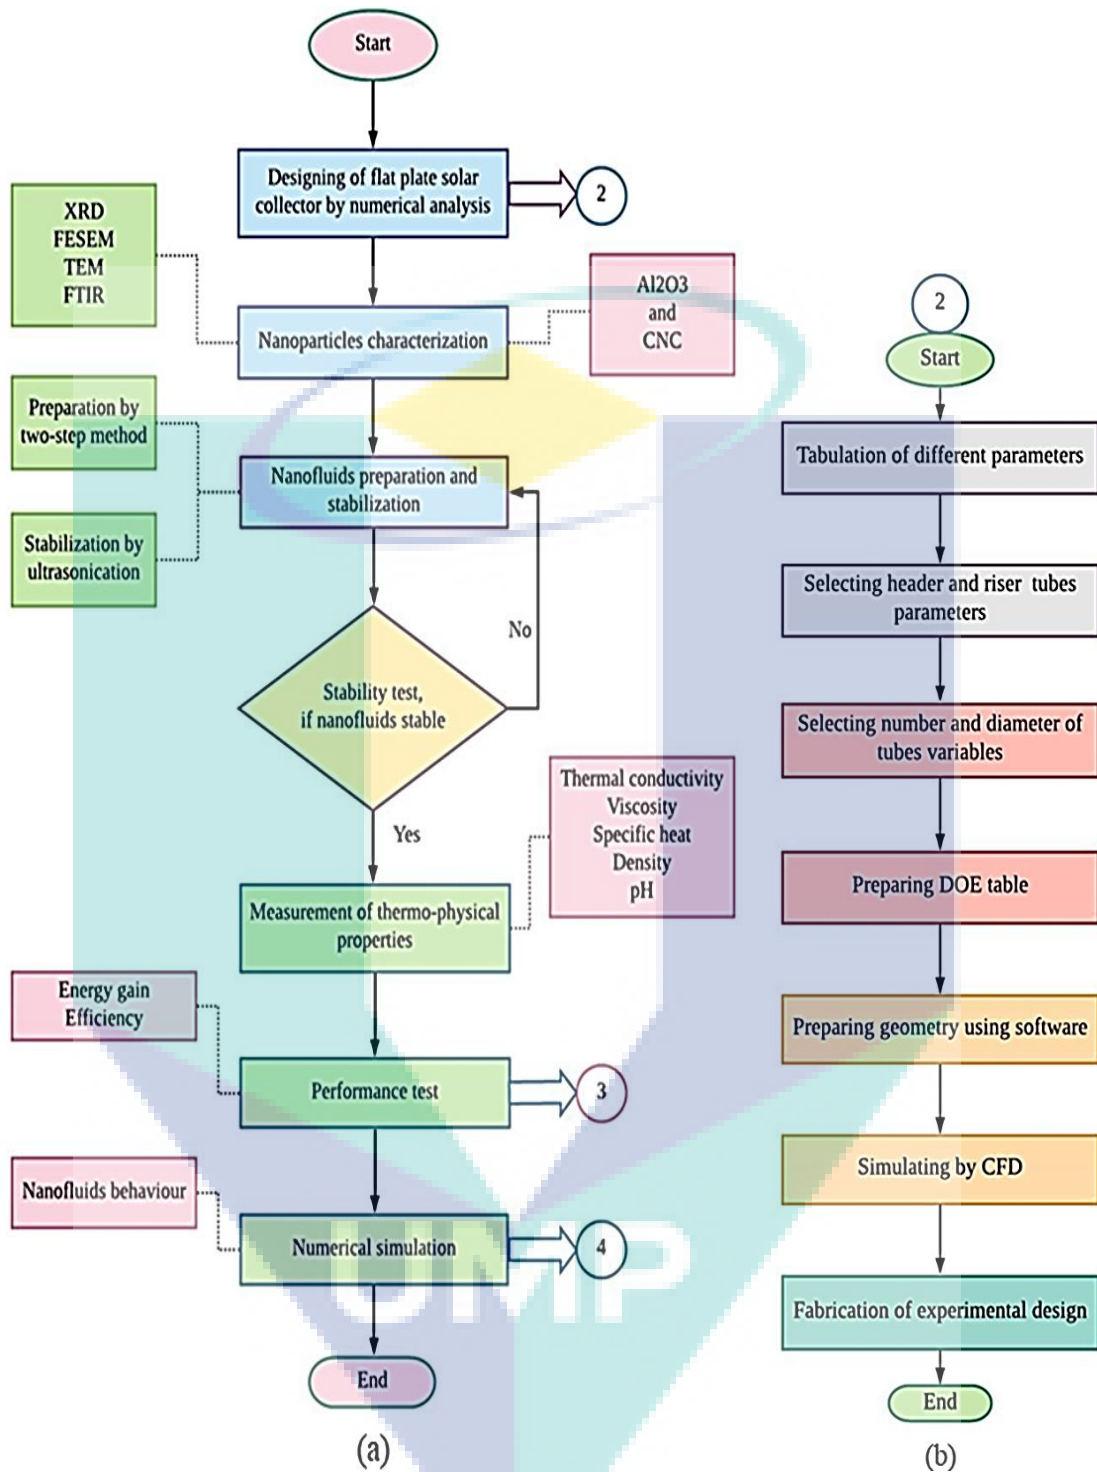 Start
Designing of flat plate solar
collector by numerical analysis
2
XRD
FESEM
TEM
FTIR
Nanoparticles characterization
Al2O3
and
CNC
Preparation by
two-step method
Stabilization by
ultrasonication
Nanofluids preparation and
stabilization
No
Stability test,
if nanofluids stable
Yes
Thermal conductivity
Viscosity
Specific heat
Density
pH
Measurement of thermo-physical
properties
Energy gain
Efficiency
Performance test
3
Nanofluids behaviour
Numerical simulation
4
UMP
End
(a)
2
Start
Tabulation of different parameters
Selecting header and riser tubes
parameters
Selecting number and diameter of
tubes variables
Preparing DOE table
Preparing geometry using software
Simulating by CFD
Fabrication of experimental design
End
(b)